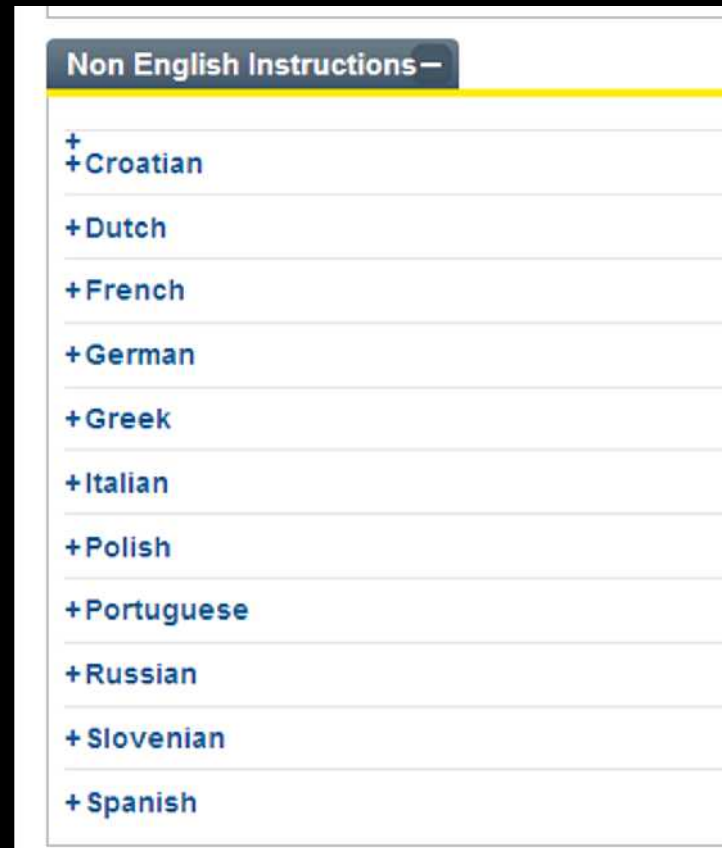 Non English Instructions−
+
+Croatian
+Dutch
+French
+German
+Greek
+Italian
+Polish
+Portuguese
+Russian
+Slovenian
+Spanish